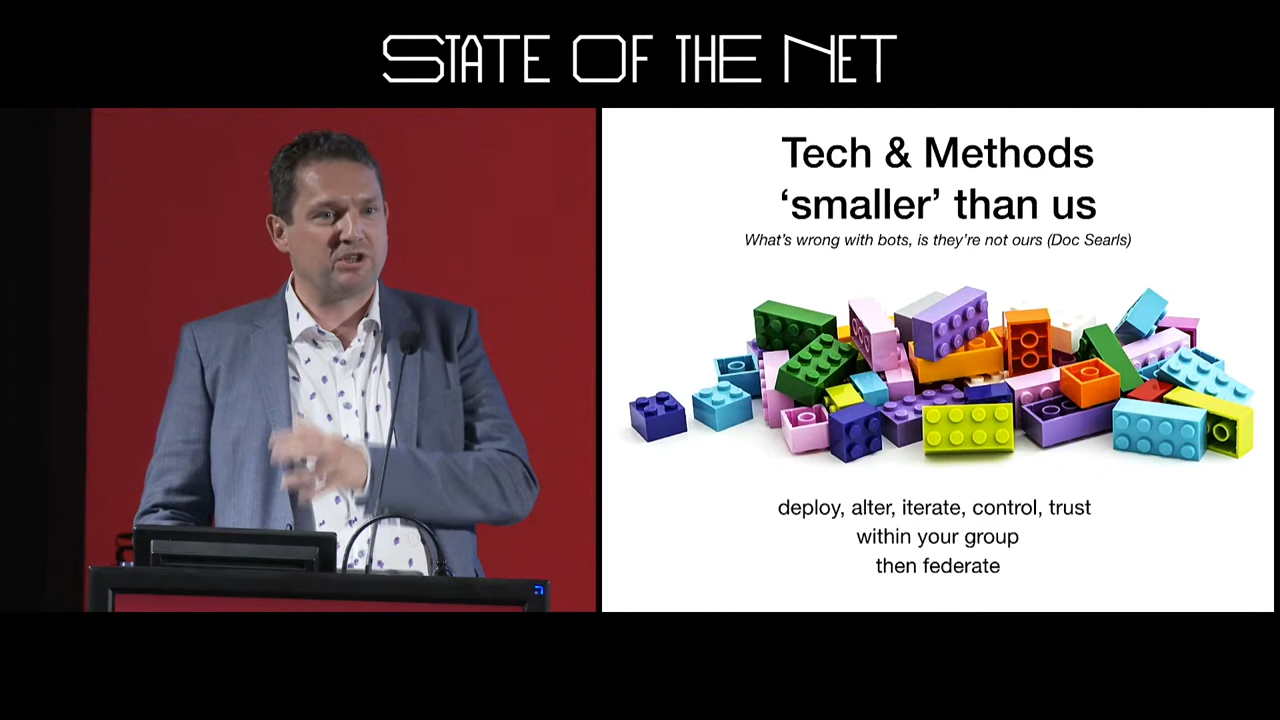 STATE OF THE NET
Tech & Methods
‘smaller’ than us
What’s wrong with bots, is they’re not ours (Doc Searls)
deploy, alter, iterate, control, trust
within your group
then federate